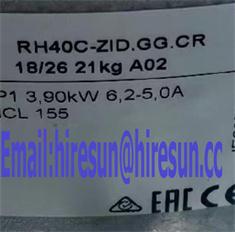 RH40C-ZID.GG.CR
18/26 21kg A02
P1 3,90kW 6,2-5,0A
ICL 155
Email:hiresun@hiresun.cc
EAC CE